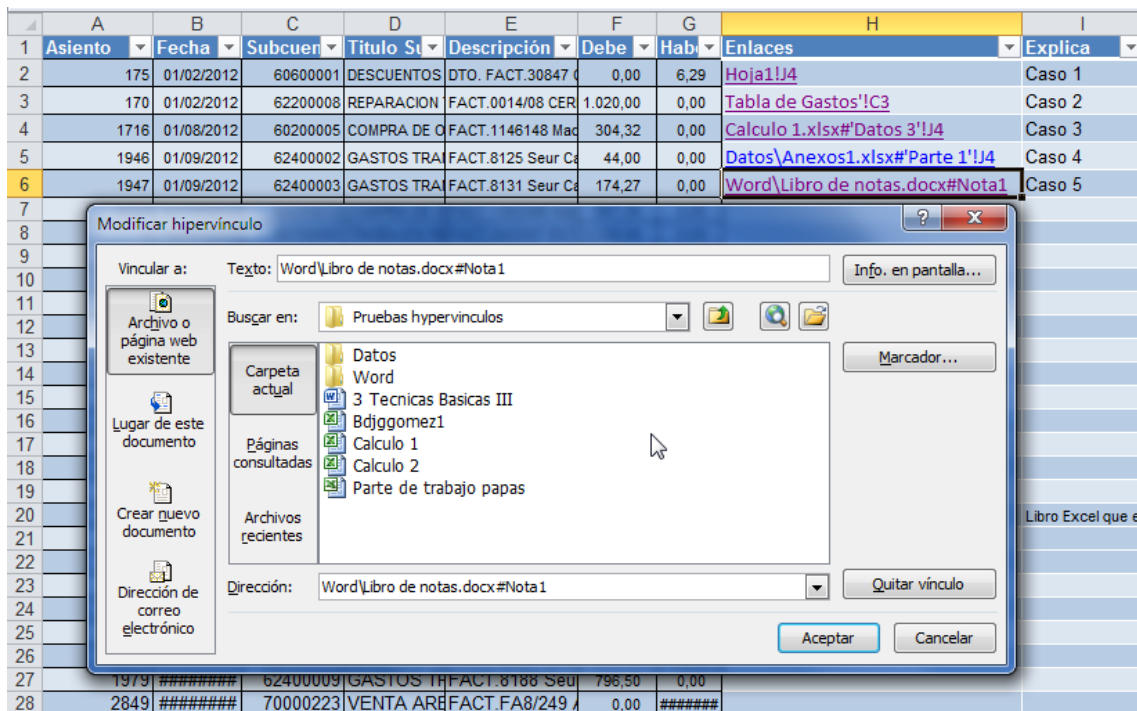 A B C D E F G H I
1 Asiento Fecha Subcuen Titulo Su Descripción Debe Habe Enlaces Explica
2 175 01/02/2012 60600001 DESCUENTOS DTO. FACT.30847 0,00 6,29 Hoja1!J4 Caso 1
3 170 01/02/2012 62200008 REPARACION FACT.0014/08 CER 1.020,00 0,00 Tabla de Gastos'!C3 Caso 2
4 1716 01/08/2012 60200005 COMPRA DE O FACT.1146148 Mac 304,32 0,00 Calculo 1.xlsx#'Datos 3'!J4 Caso 3
5 1946 01/09/2012 62400002 GASTOS TRA FACT.8125 Seur Ca 44,00 0,00 Datos\Anexos1.xlsx#'Parte 1'!J4 Caso 4
6 1947 01/09/2012 62400003 GASTOS TRA FACT.8131 Seur Ca 174,27 0,00 Word\Libro de notas.docx#Nota1 Caso 5
7
8
9
10
11
12
13
14
15
16
17
18
19
20 Libro Excel que e
21
22
23
24
25
26
Modificar hipervínculo
Vincular a:
Texto: Word\Libro de notas.docx#Nota1
Info. en pantalla...
Archivo o
página web
existente
Lugar de este
documento
Crear nuevo
documento
Dirección de
correo
electrónico
Buscar en: Pruebas hypervinculos
Carpeta
actual
Páginas
consultadas
Archivos
recientes
Datos
Word
3 Tecnicas Basicas III
Bdjggomez1
Calculo 1
Calculo 2
Parte de trabajo papas
Marcador...
Dirección: Word\Libro de notas.docx#Nota1
Quitar vínculo
Aceptar
Cancelar
27 1979 ######## 62400009 GASTOS TR FACT.8188 Seu 796,50 0,00
28 2849 ######## 70000223 VENTA ARE FACT.FA8/249 0,00 #######